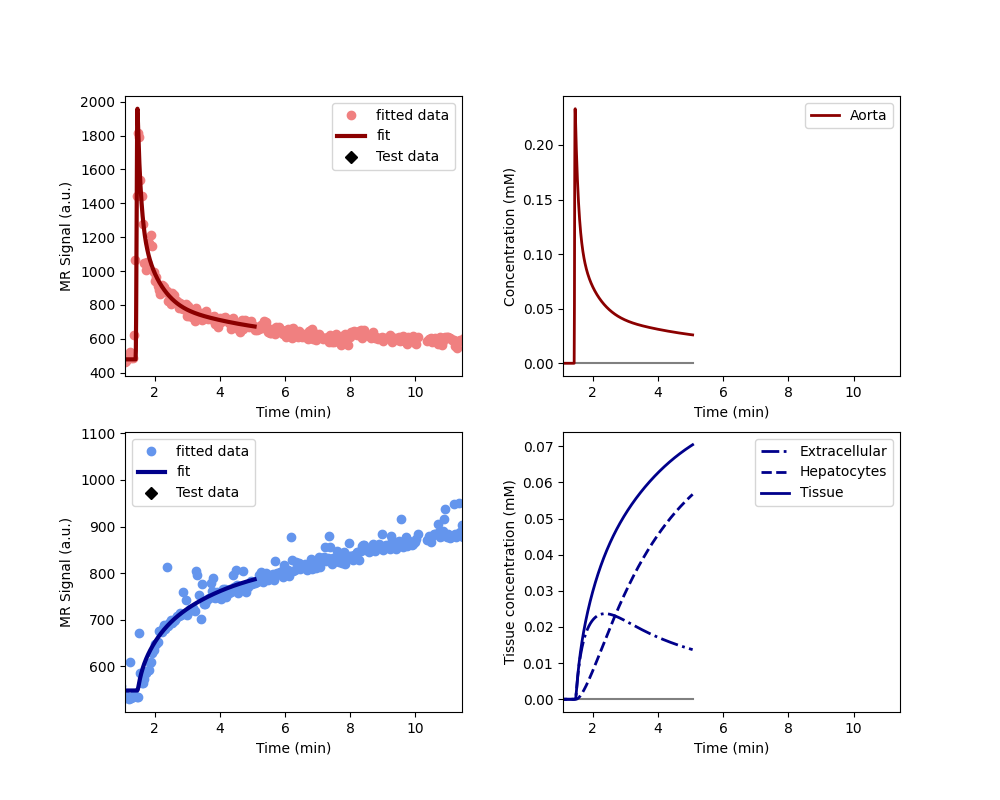 2000
1800
1600
1400
1200
1000
800
600
400
MR Signal (a.u.)
fitted data
fit
Test data
2 4 6 8 10
Time (min)
0.20
0.15
0.10
0.05
0.00
Concentration (mM)
Aorta
2 4 6 8 10
Time (min)
1100
1000
900
800
700
600
MR Signal (a.u.)
fitted data
fit
Test data
2 4 6 8 10
Time (min)
0.07
0.06
0.05
0.04
0.03
0.02
0.01
0.00
Tissue concentration (mM)
Extracellular
Hepatocytes
Tissue
2 4 6 8 10
Time (min)